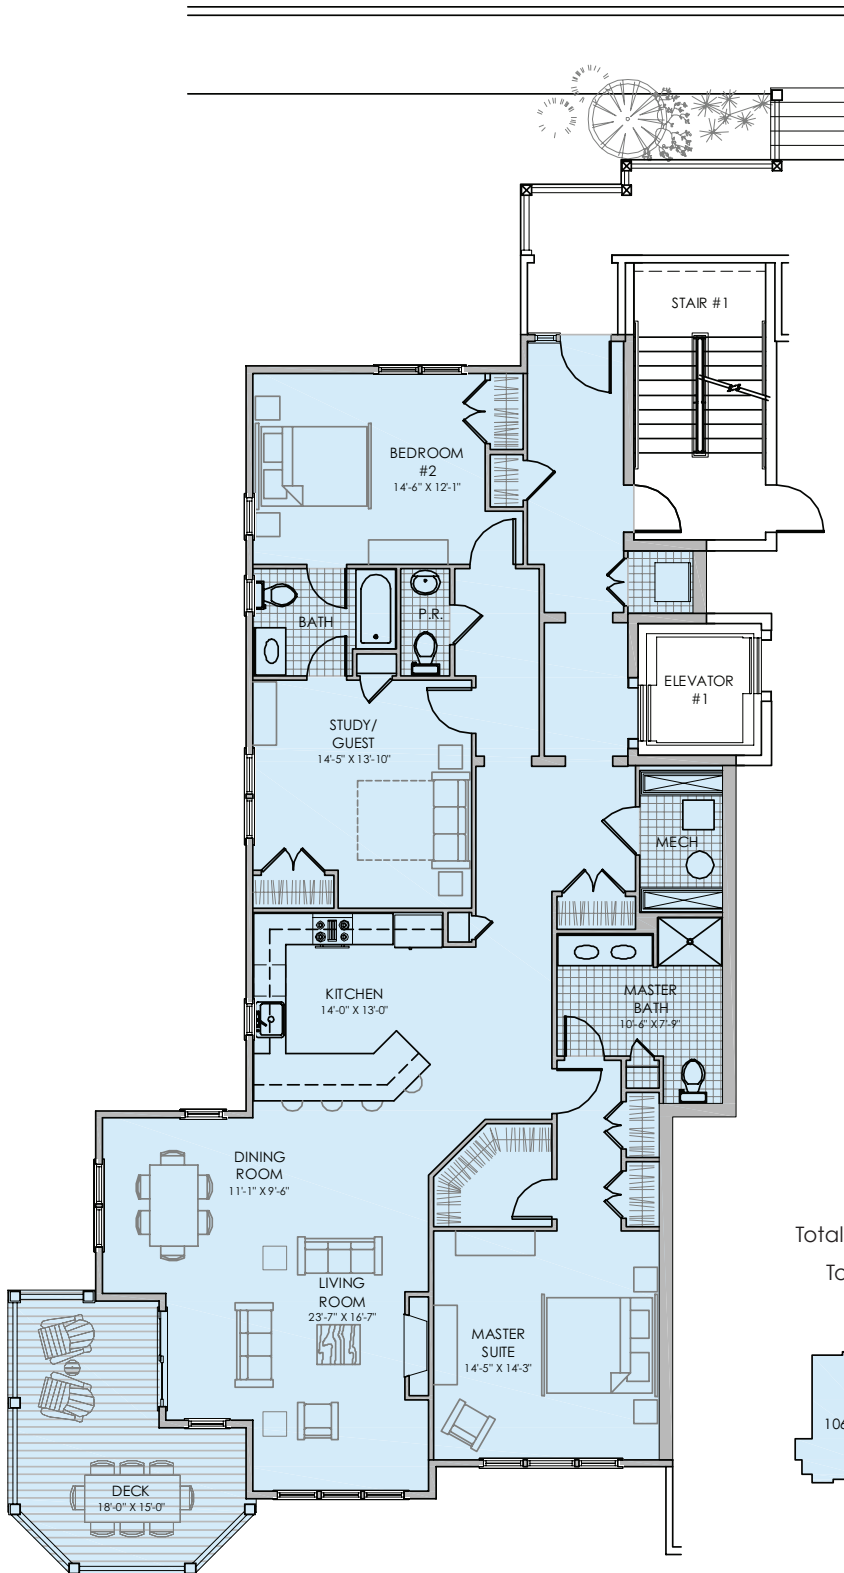 STAIR #1
BEDROOM
#2
14'-6" X 12'-1"
BATH
P.R.
ELEVATOR
#1
STUDY/
GUEST
14'-5" X 13'-10"
MECH
KITCHEN
14'-0" X 13'-0"
MASTER
BATH
10'-6" X 7'-9"
DINING
ROOM
11'-1" X 9'-6"
Total
To
LIVING
ROOM
23'-7" X 16'-7"
MASTER
SUITE
14'-5" X 14'-3"
106
DECK
18'-0" X 15'-0"